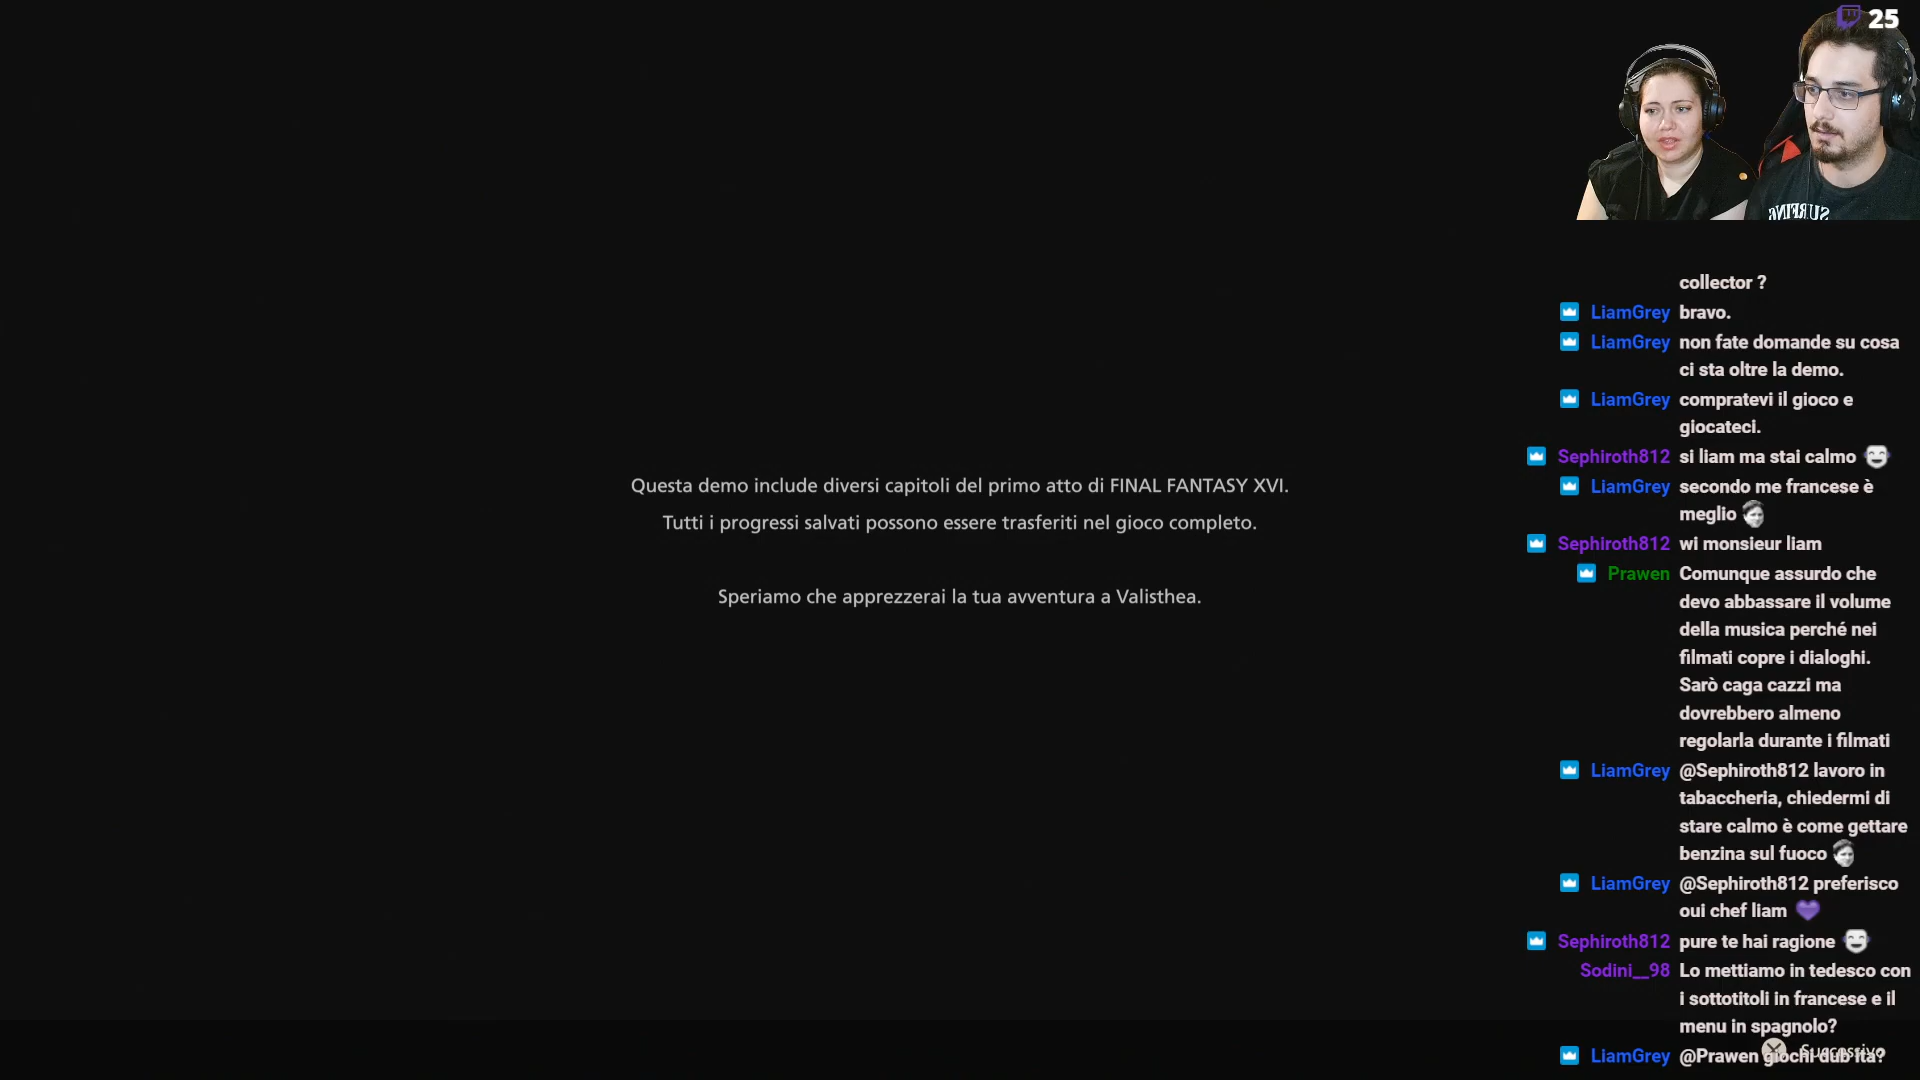 25
SURFING
Questa demo include diversi capitoli del primo atto di FINAL FANTASY XVI.
Tutti i progressi salvati possono essere trasferiti nel gioco completo.
Speriamo che apprezzerai la tua avventura a Valisthea.
collector ?
LiamGrey bravo.
LiamGrey non fate domande su cosa
ci sta oltre la demo.
LiamGrey compratevi il gioco e
giocateci.
Sephiroth812 si liam ma stai calmo
LiamGrey secondo me francese è
meglio
Sephiroth812 wi monsieur liam
Prawen Comunque assurdo che
devo abbassare il volume
della musica perché nei
filmati copre i dialoghi.
Sarò caga cazzi ma
dovrebbero almeno
regolarla durante i filmati
LiamGrey @Sephiroth812 lavoro in
tabaccheria, chiedermi di
stare calmo è come gettare
benzina sul fuoco
LiamGrey @Sephiroth812 preferisco
oui chef liam
Sephiroth812 pure te hai ragione
Sodini__98 Lo mettiamo in tedesco con
i sottotitoli in francese e il
menu in spagnolo?
LiamGrey @Prawen giochi dub ita?
Successivo